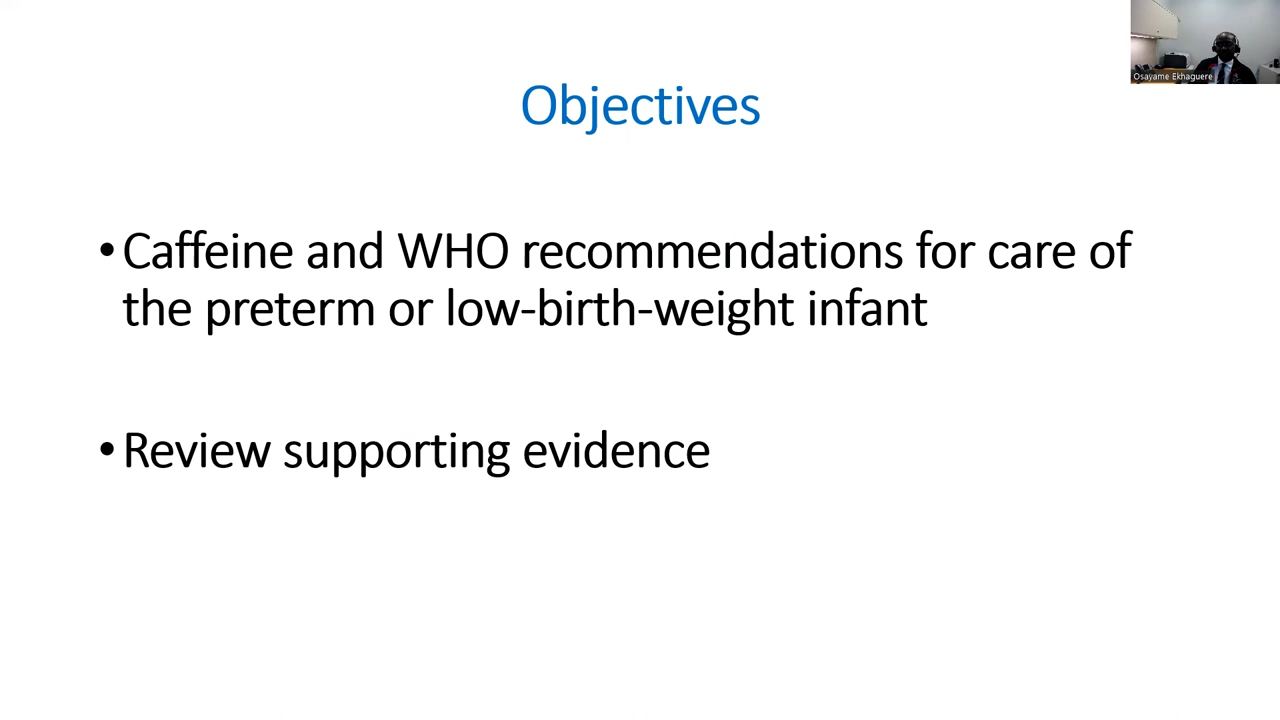 Osayame Ekhaguere
Objectives
•Caffeine and WHO recommendations for care of
the preterm or low-birth-weight infant
•Review supporting evidence